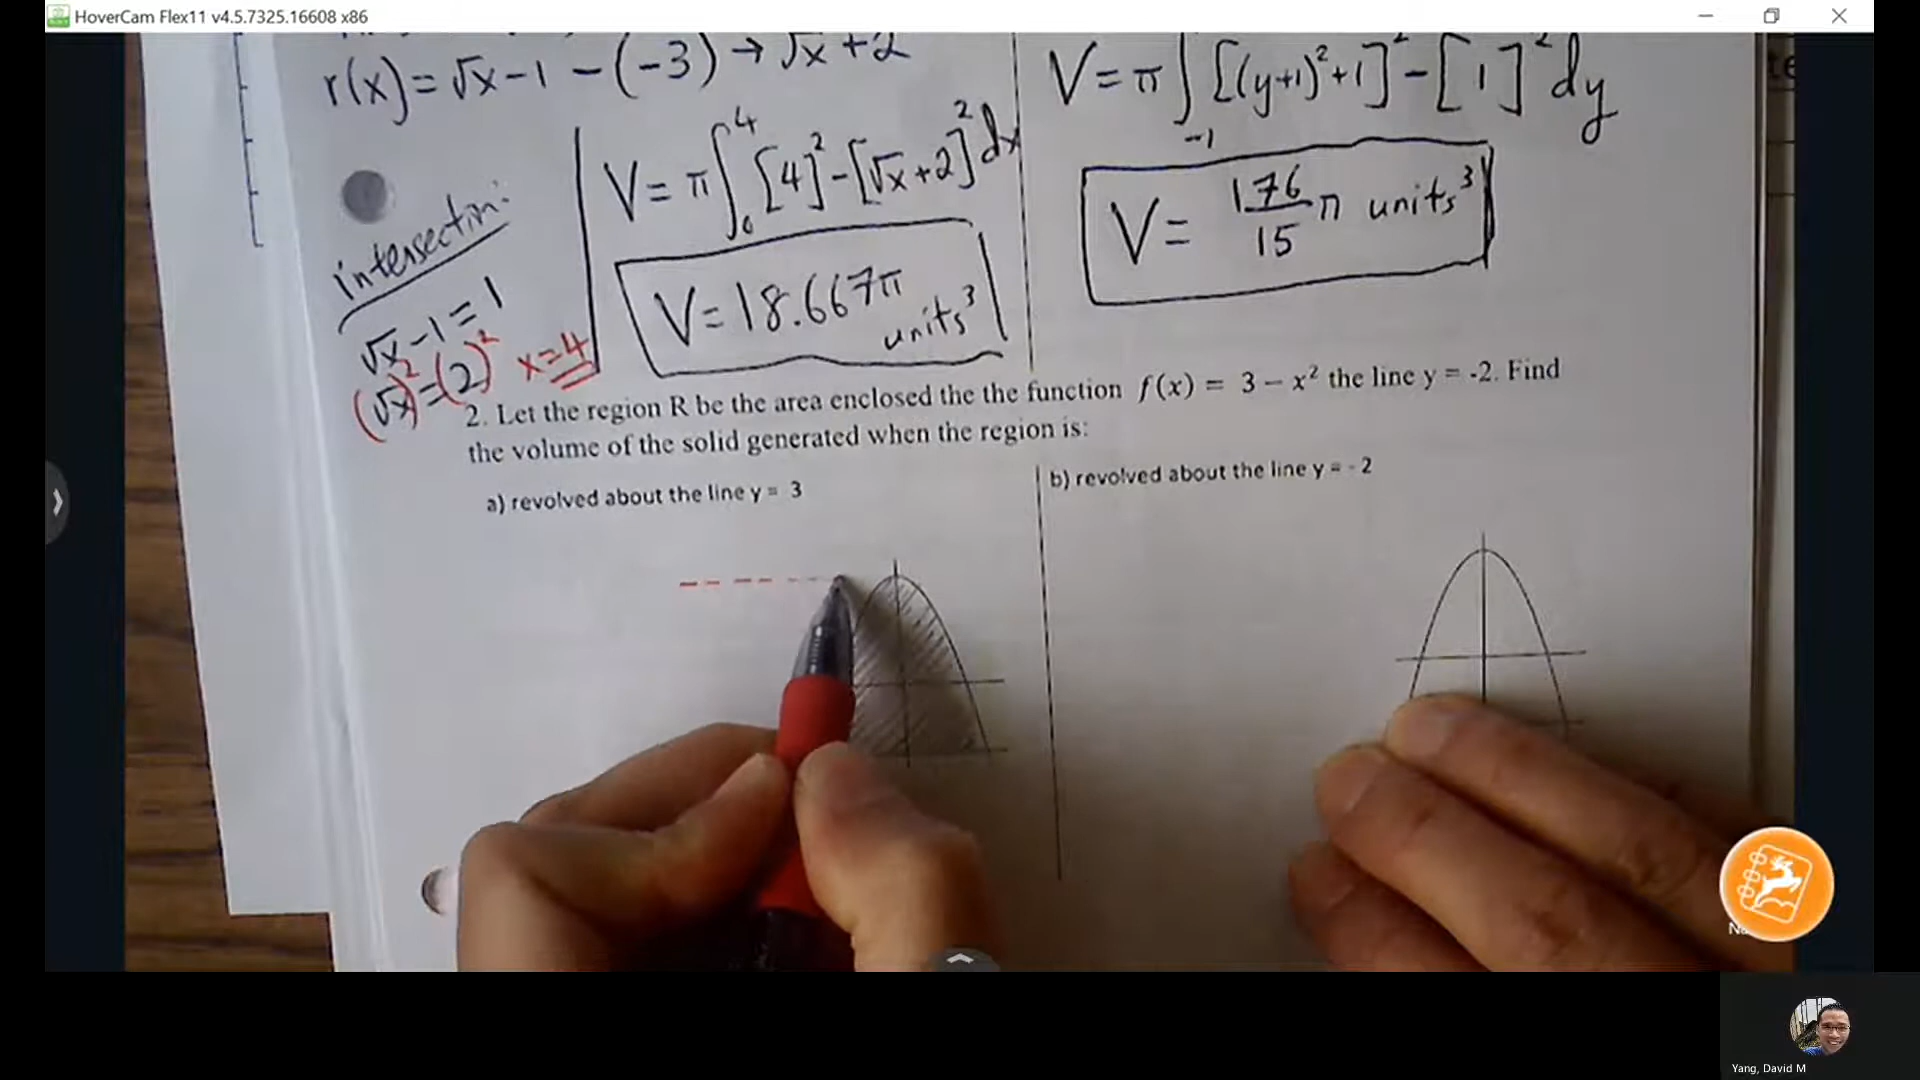 HoverCam Flex11 v4.5.7325.16608 x86
r(x) = √x - 1 - (-3) → √x + 2
V = π∫₀⁴ [4]² - [√x + 2]² dx
intersection:
√x - 1 = 1
(√x)² = (2)² x = 4
V = 18.667π
units³
V = π∫₋₁ [(y+1)² + 1]² - [1]² dy
V = 176/15 π units³
2. Let the region R be the area enclosed the the function f(x) = 3 – x² the line y = -2. Find
the volume of the solid generated when the region is:
a) revolved about the line y = 3
b) revolved about the line y = - 2
Yang, David M